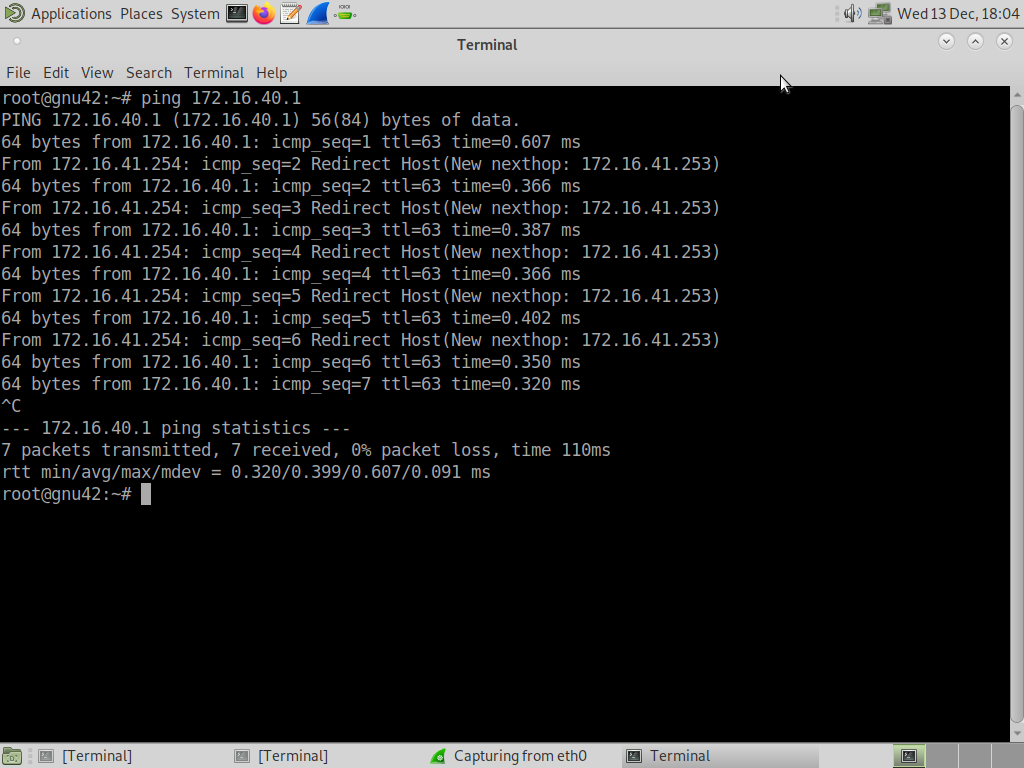 Applications Places System Wed 13 Dec, 18:04
Terminal
File Edit View Search Terminal Help
root@gnu42:~# ping 172.16.40.1
PING 172.16.40.1 (172.16.40.1) 56(84) bytes of data.
64 bytes from 172.16.40.1: icmp_seq=1 ttl=63 time=0.607 ms
From 172.16.41.254: icmp_seq=2 Redirect Host(New nexthop: 172.16.41.253)
64 bytes from 172.16.40.1: icmp_seq=2 ttl=63 time=0.366 ms
From 172.16.41.254: icmp_seq=3 Redirect Host(New nexthop: 172.16.41.253)
64 bytes from 172.16.40.1: icmp_seq=3 ttl=63 time=0.387 ms
From 172.16.41.254: icmp_seq=4 Redirect Host(New nexthop: 172.16.41.253)
64 bytes from 172.16.40.1: icmp_seq=4 ttl=63 time=0.366 ms
From 172.16.41.254: icmp_seq=5 Redirect Host(New nexthop: 172.16.41.253)
64 bytes from 172.16.40.1: icmp_seq=5 ttl=63 time=0.402 ms
From 172.16.41.254: icmp_seq=6 Redirect Host(New nexthop: 172.16.41.253)
64 bytes from 172.16.40.1: icmp_seq=6 ttl=63 time=0.350 ms
64 bytes from 172.16.40.1: icmp_seq=7 ttl=63 time=0.320 ms
^C
--- 172.16.40.1 ping statistics ---
7 packets transmitted, 7 received, 0% packet loss, time 110ms
rtt min/avg/max/mdev = 0.320/0.399/0.607/0.091 ms
root@gnu42:~#
[Terminal] [Terminal] Capturing from eth0 Terminal